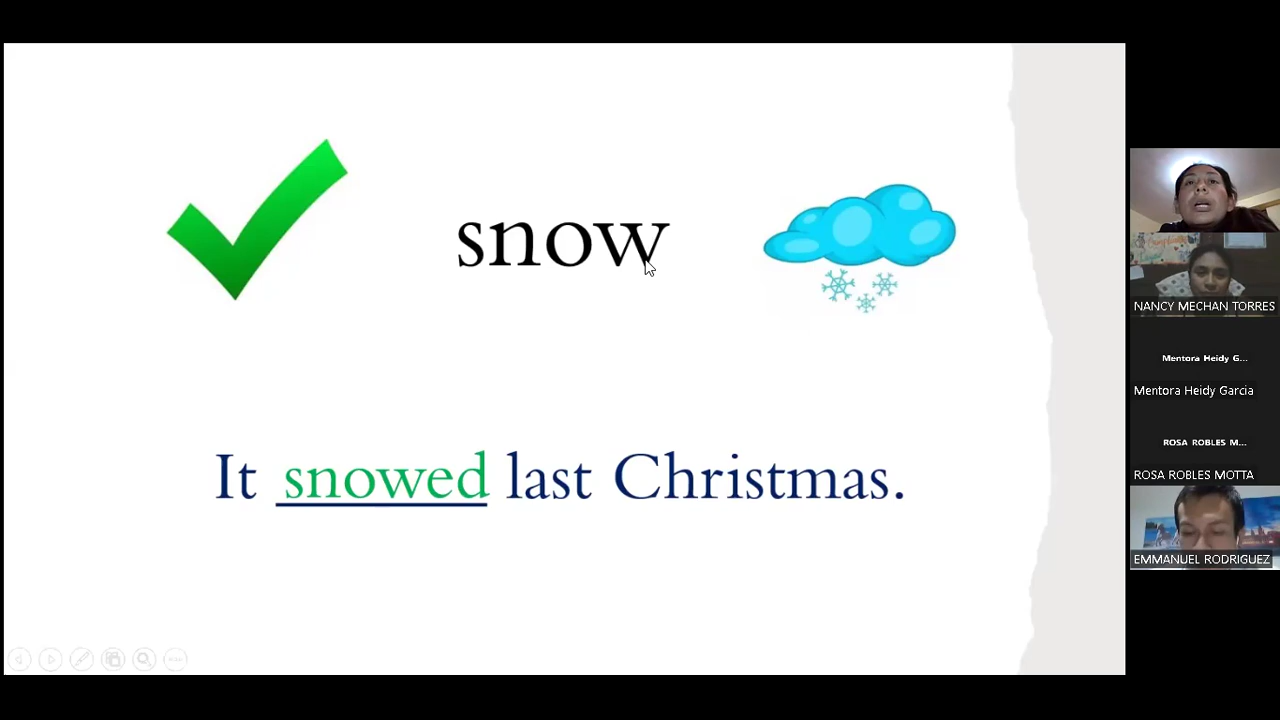 snow
It snowed last Christmas.
NANCY MECHAN TORRES
Mentora Heidy G...
Mentora Heidy Garcia
ROSA ROBLES M...
ROSA ROBLES MOTTA
EMMANUEL RODRIGUEZ